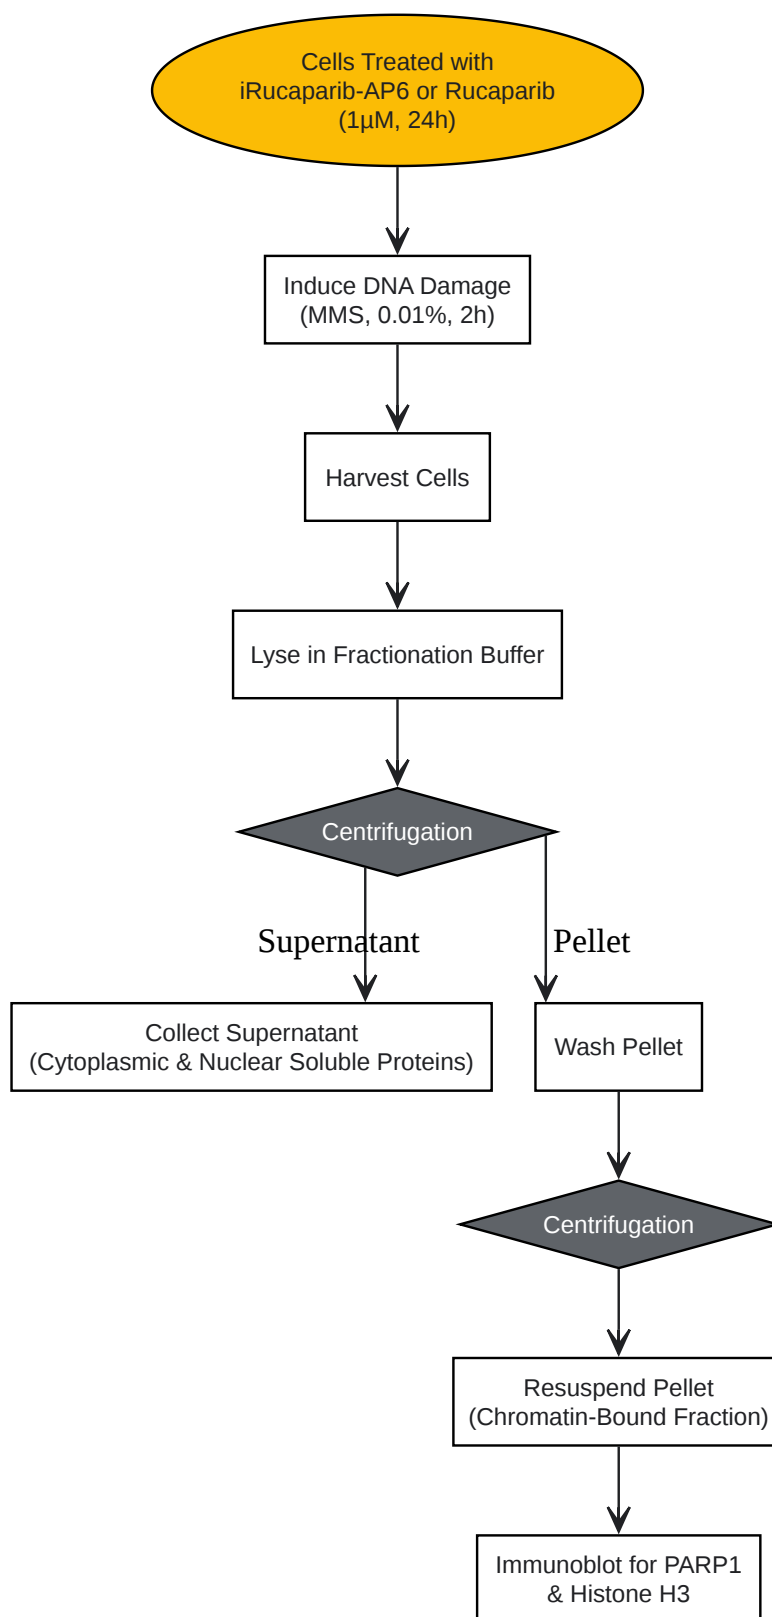 Cells Treated with
iRucaparib-AP6 or Rucaparib
(1µM, 24h)
Induce DNA Damage
(MMS, 0.01%, 2h)
Harvest Cells
Lyse in Fractionation Buffer
Centrifugation
Supernatant
Pellet
Collect Supernatant
(Cytoplasmic & Nuclear Soluble Proteins)
Wash Pellet
Centrifugation
Resuspend Pellet
(Chromatin-Bound Fraction)
Immunoblot for PARP1
& Histone H3